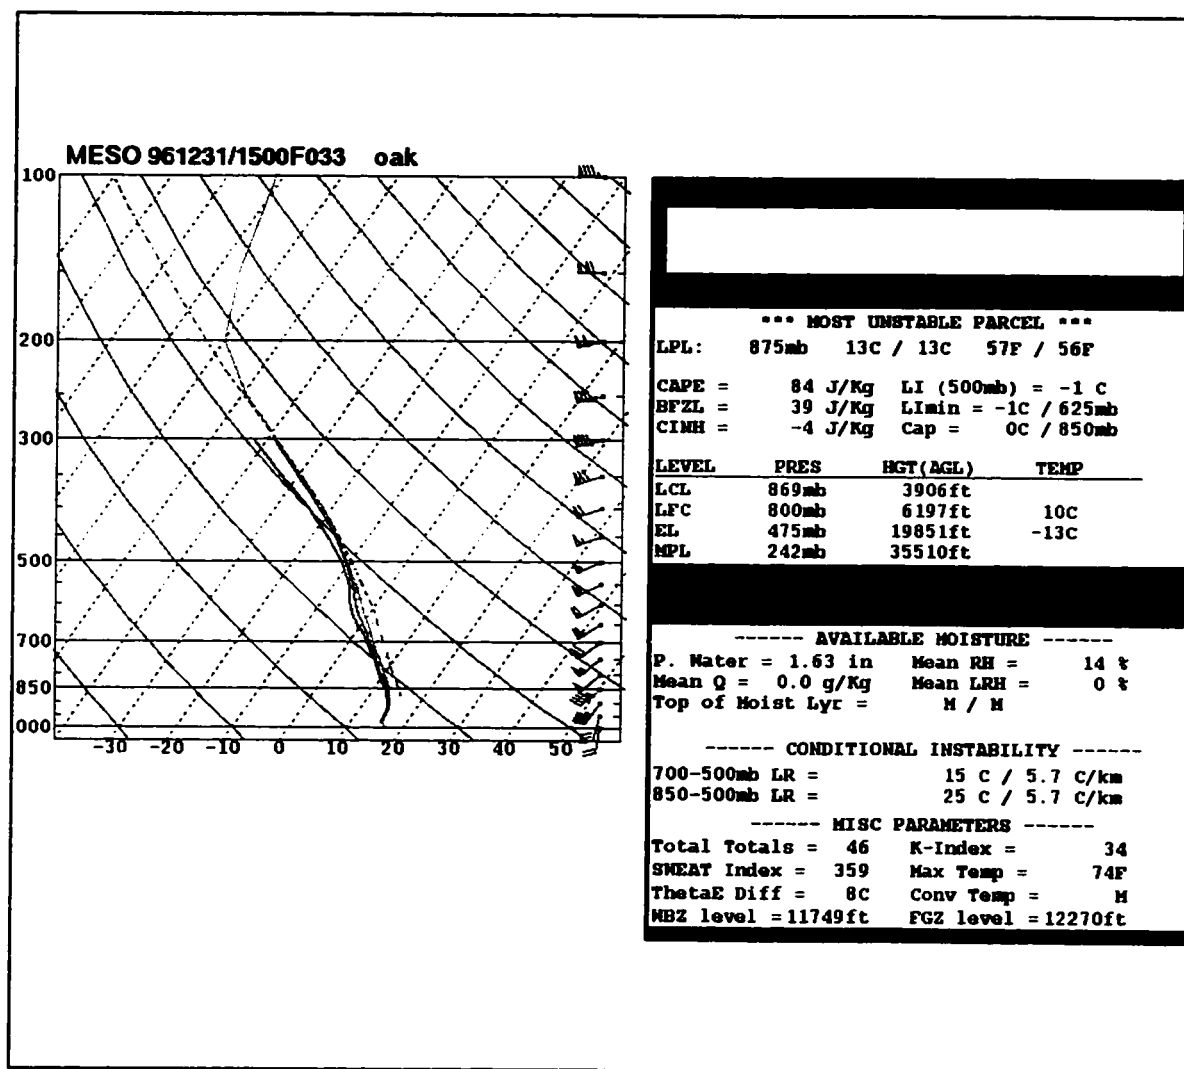 MESO 961231/1500F033 oak
100
200
300
500
700
850
000
-30 -20 -10 0 10 20 30 40 50
*** MOST UNSTABLE PARCEL ***
LPL: 875mb 13C / 13C 57F / 56F
CAPE = 84 J/Kg LI (500mb) = -1 C
BFZL = 39 J/Kg LImin = -1C / 625mb
CINH = -4 J/Kg Cap = 0C / 850mb
LEVEL PRES HGT(AGL) TEMP
LCL 869mb 3906ft
LFC 800mb 6197ft 10C
EL 475mb 19851ft -13C
MPL 242mb 35510ft
------ AVAILABLE MOISTURE ------
P. Water = 1.63 in Mean RH = 14 %
Mean Q = 0.0 g/Kg Mean LRH = 0 %
Top of Moist Lyr = M / M
------ CONDITIONAL INSTABILITY ------
700-500mb LR = 15 C / 5.7 C/km
850-500mb LR = 25 C / 5.7 C/km
------ MISC PARAMETERS ------
Total Totals = 46 K-Index = 34
SWEAT Index = 359 Max Temp = 74F
ThetaE Diff = 8C Conv Temp = M
WBZ level = 11749ft FGZ level = 12270ft